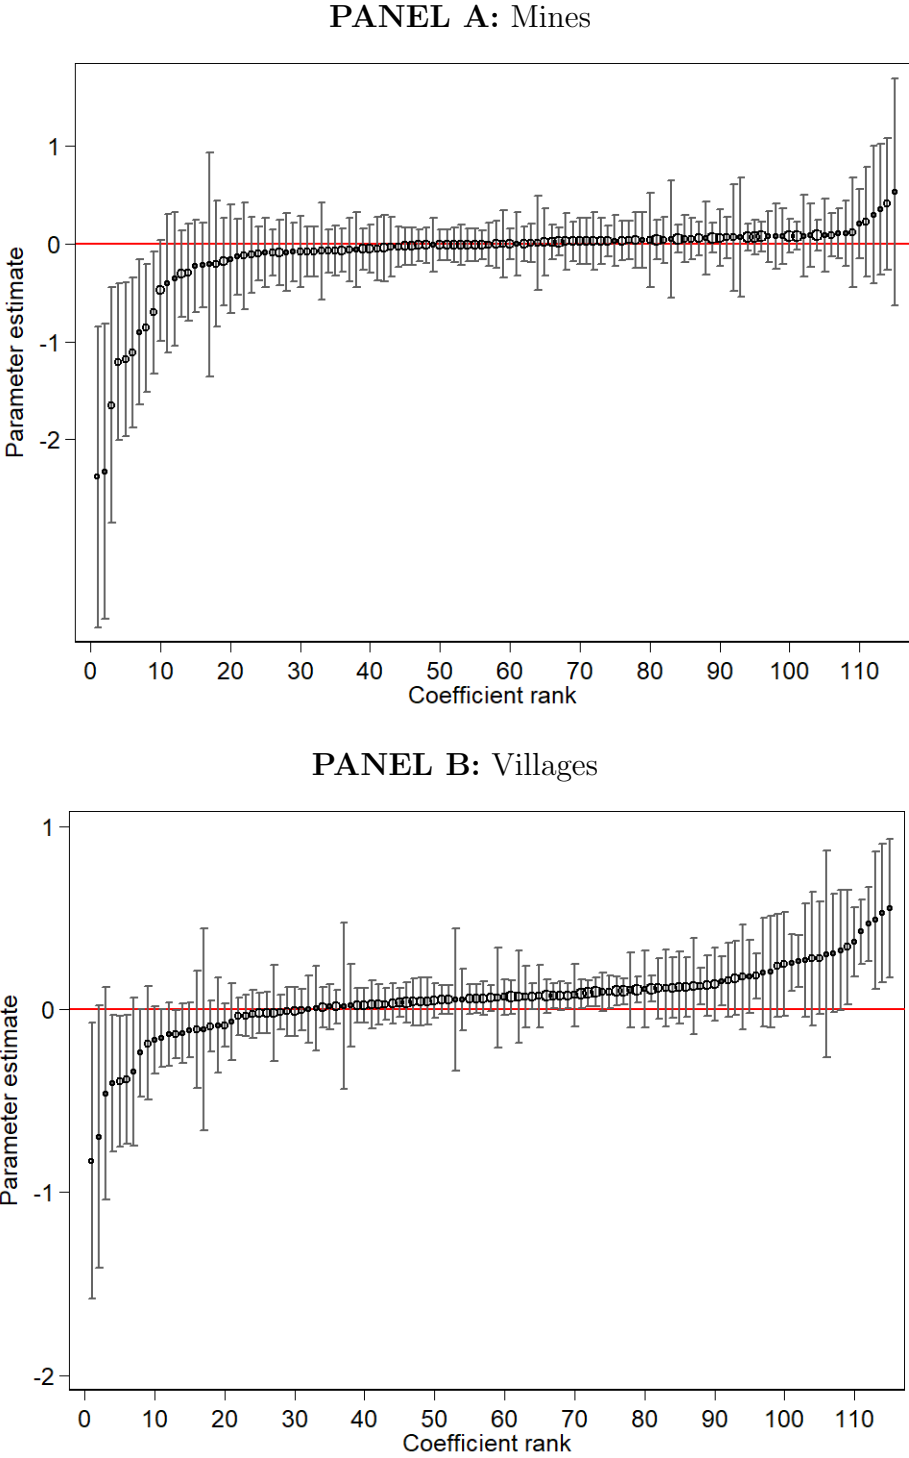 PANEL A: Mines
1
0
-1
-2
Parameter estimate
0 10 20 30 40 50 60 70 80 90 100 110
Coefficient rank
PANEL B: Villages
1
0
-1
-2
Parameter estimate
0 10 20 30 40 50 60 70 80 90 100 110
Coefficient rank